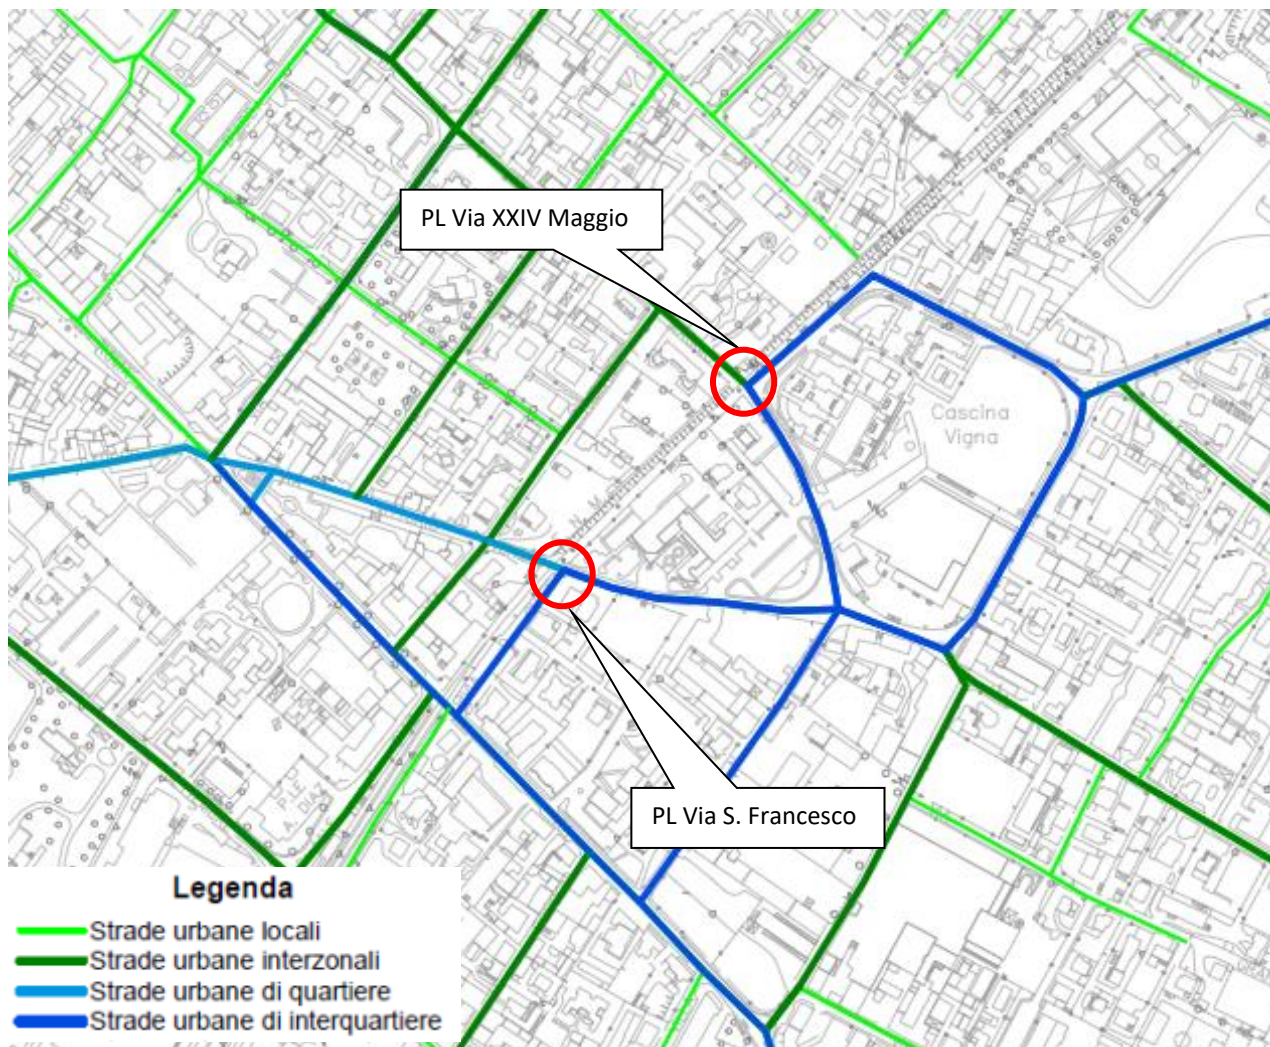 PL Via XXIV Maggio
Cascina
Vigna
PL Via S. Francesco
Legenda
Strade urbane locali
Strade urbane interzonali
Strade urbane di quartiere
Strade urbane di interquartiere